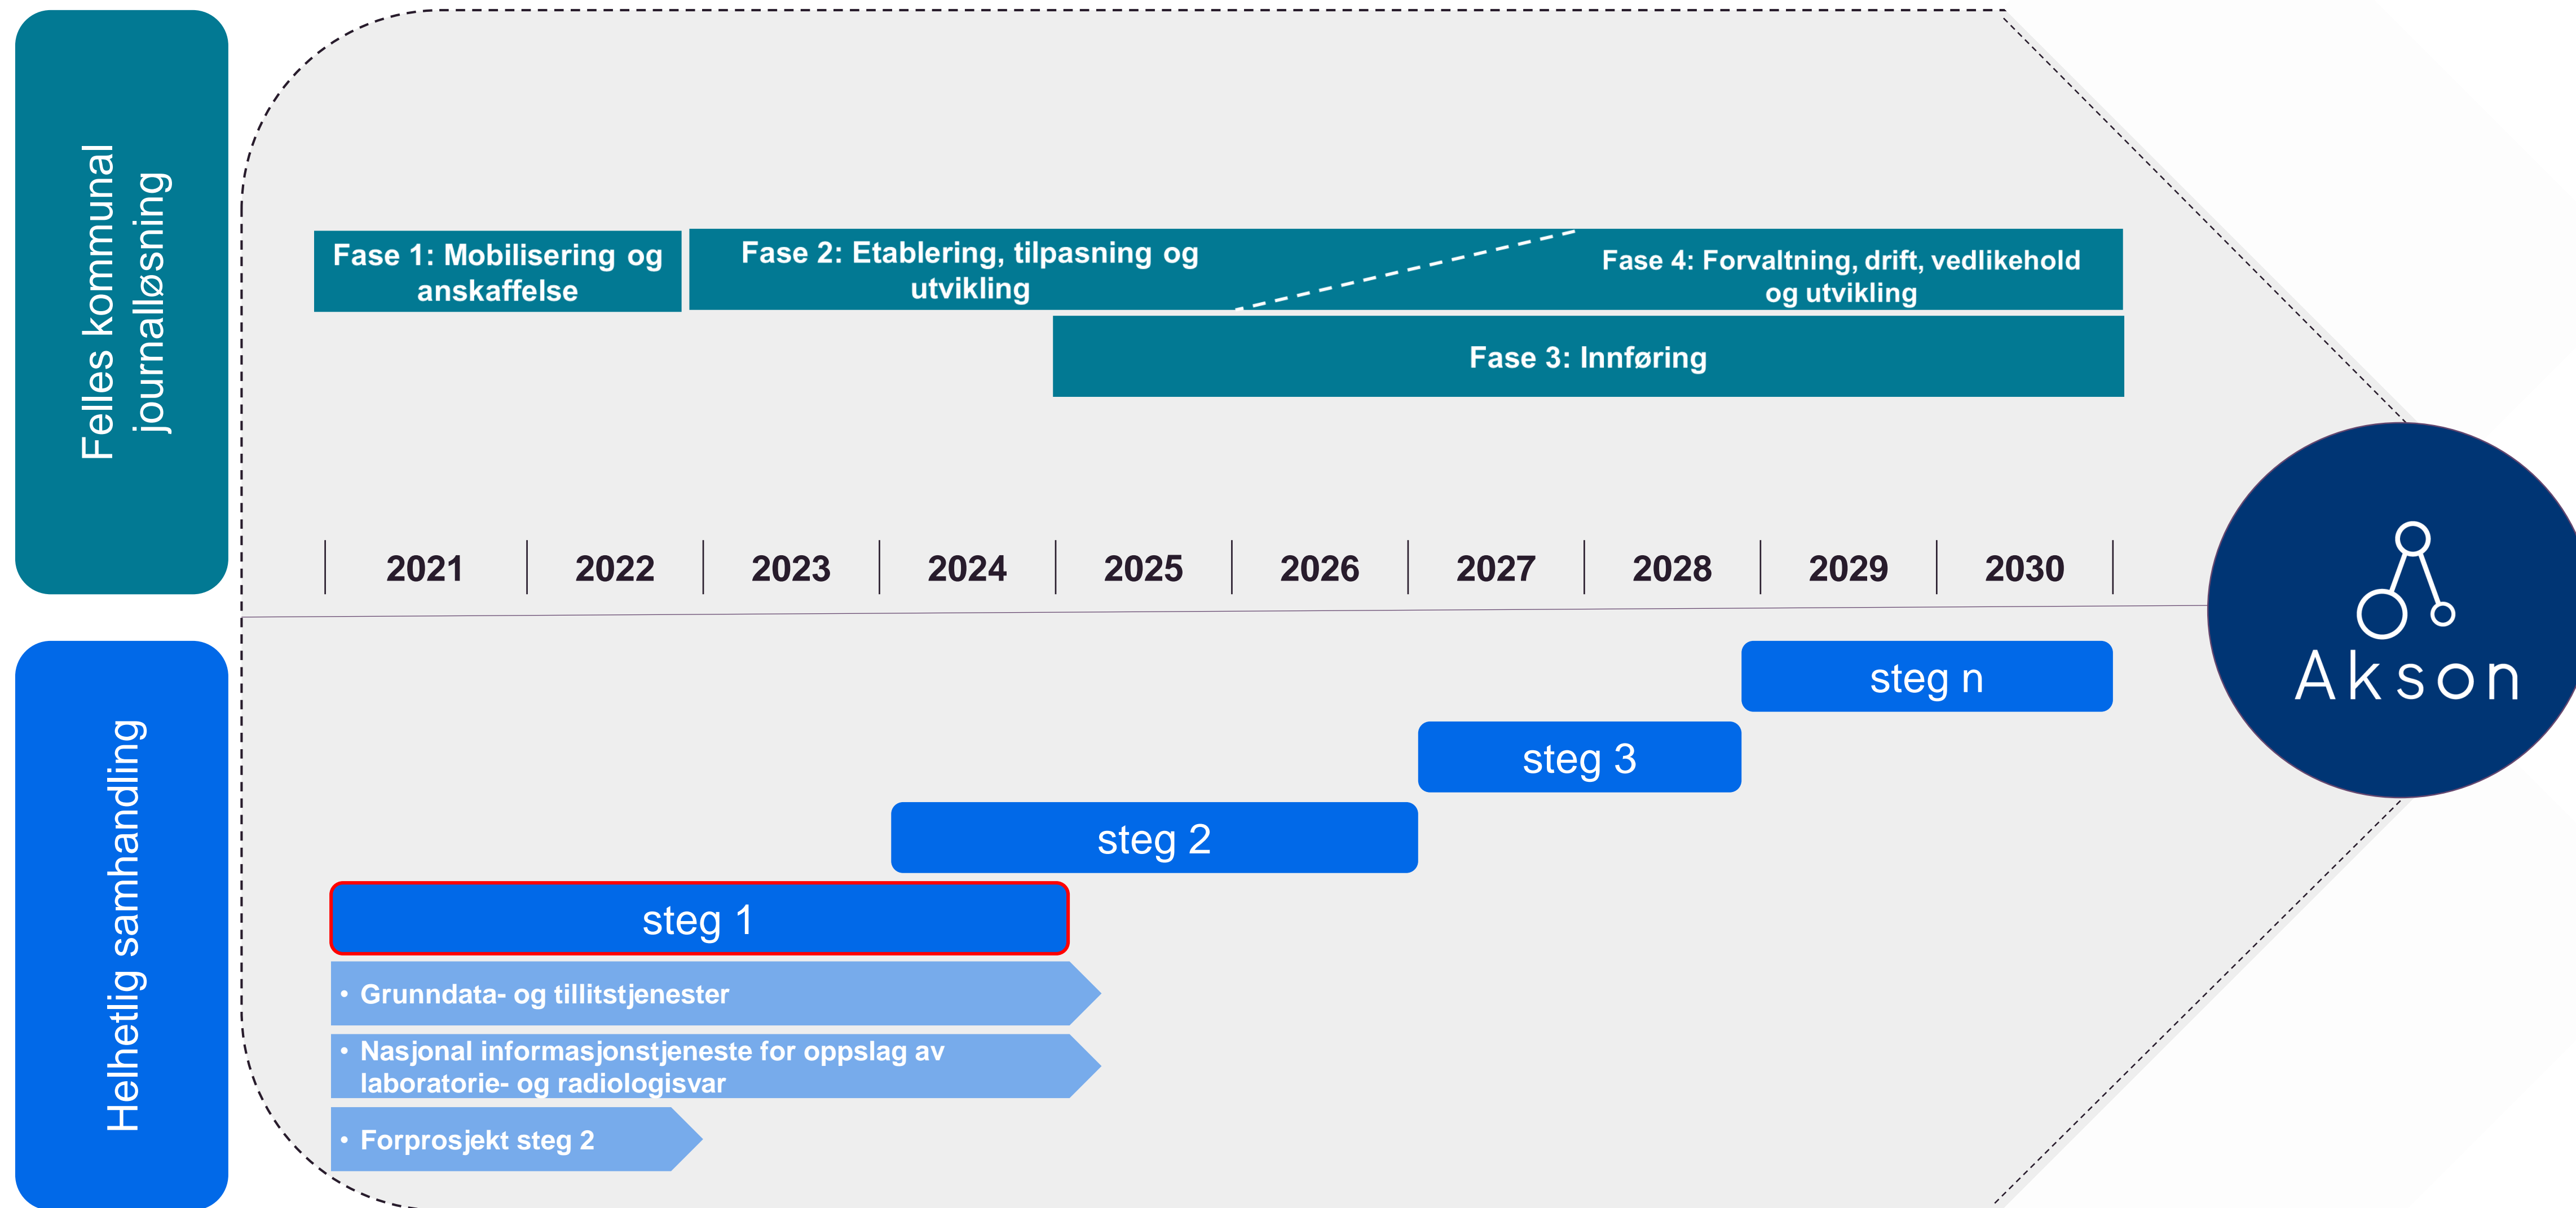 Felles kommunal
journalløsning
Fase 1: Mobilisering og
anskaffelse
Fase 2: Etablering, tilpasning og
utvikling
Fase 4: Forvaltning, drift, vedlikehold
og utvikling
Fase 3: Innføring
2021 2022 2023 2024 2025 2026 2027 2028 2029 2030
Akson
Helhetlig samhandling
steg n
steg 3
steg 2
steg 1
• Grunndata- og tillitstjenester
• Nasjonal informasjonstjeneste for oppslag av
laboratorie- og radiologisvar
• Forprosjekt steg 2